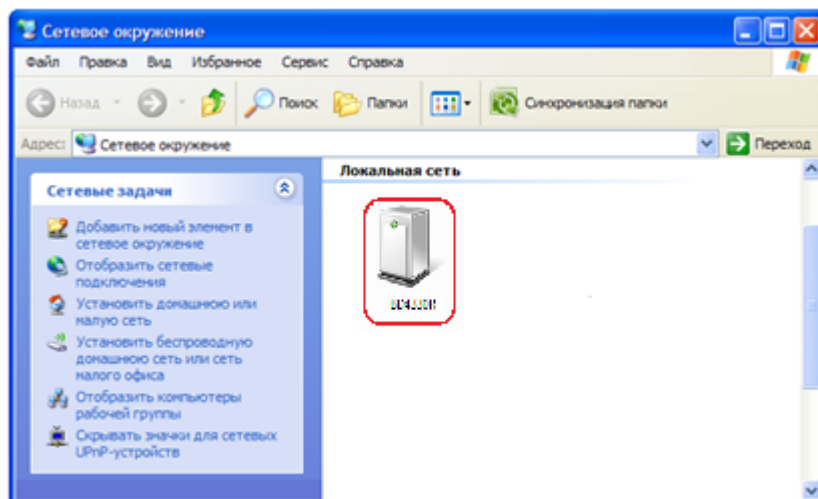 Сетевое окружение
Файл Правка Вид Избранное Сервис Справка
Назад Поиск Папки Синхронизация папки
Адрес: Сетевое окружение Переход
Локальная сеть
Сетевые задачи
Добавить новый элемент в
сетевое окружение
Отобразить сетевые
подключения
Установить домашнюю или
малую сеть
Установить беспроводную
домашнюю сеть или сеть
малого офиса
Отобразить компьютеры
рабочей группы
Скрывать значки для сетевых
UPnP-устройств